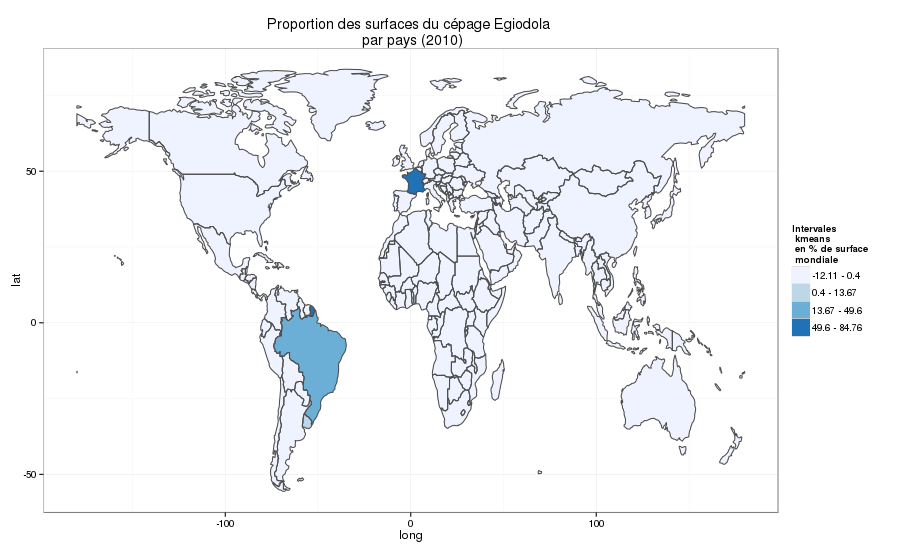 Proportion des surfaces du cépage Egiodola
par pays (2010)
50
0
-50
lat
-100
0
100
long
Intervales
kmeans
en % de surface
mondiale
-12.11 - 0.4
0.4 - 13.67
13.67 - 49.6
49.6 - 84.76